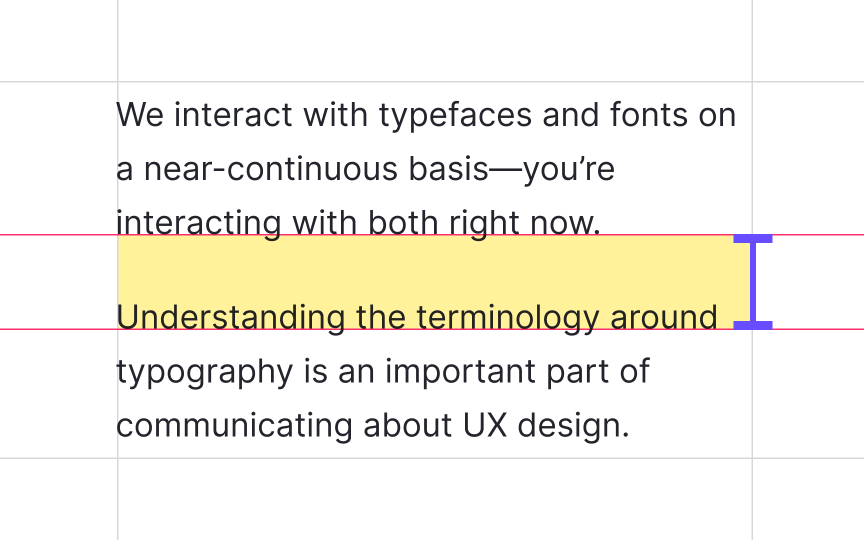 We interact with typefaces and fonts on
a near-continuous basis—you’re
interacting with both right now.
Understanding the terminology around
typography is an important part of
communicating about UX design.